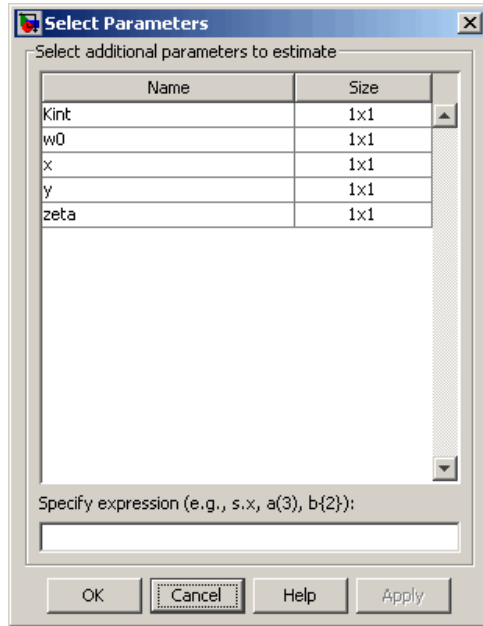 Select Parameters
Select additional parameters to estimate
Name Size
Kint 1x1
w0 1x1
x 1x1
y 1x1
zeta 1x1
Specify expression (e.g., s.x, a(3), b{2}):
OK Cancel Help Apply